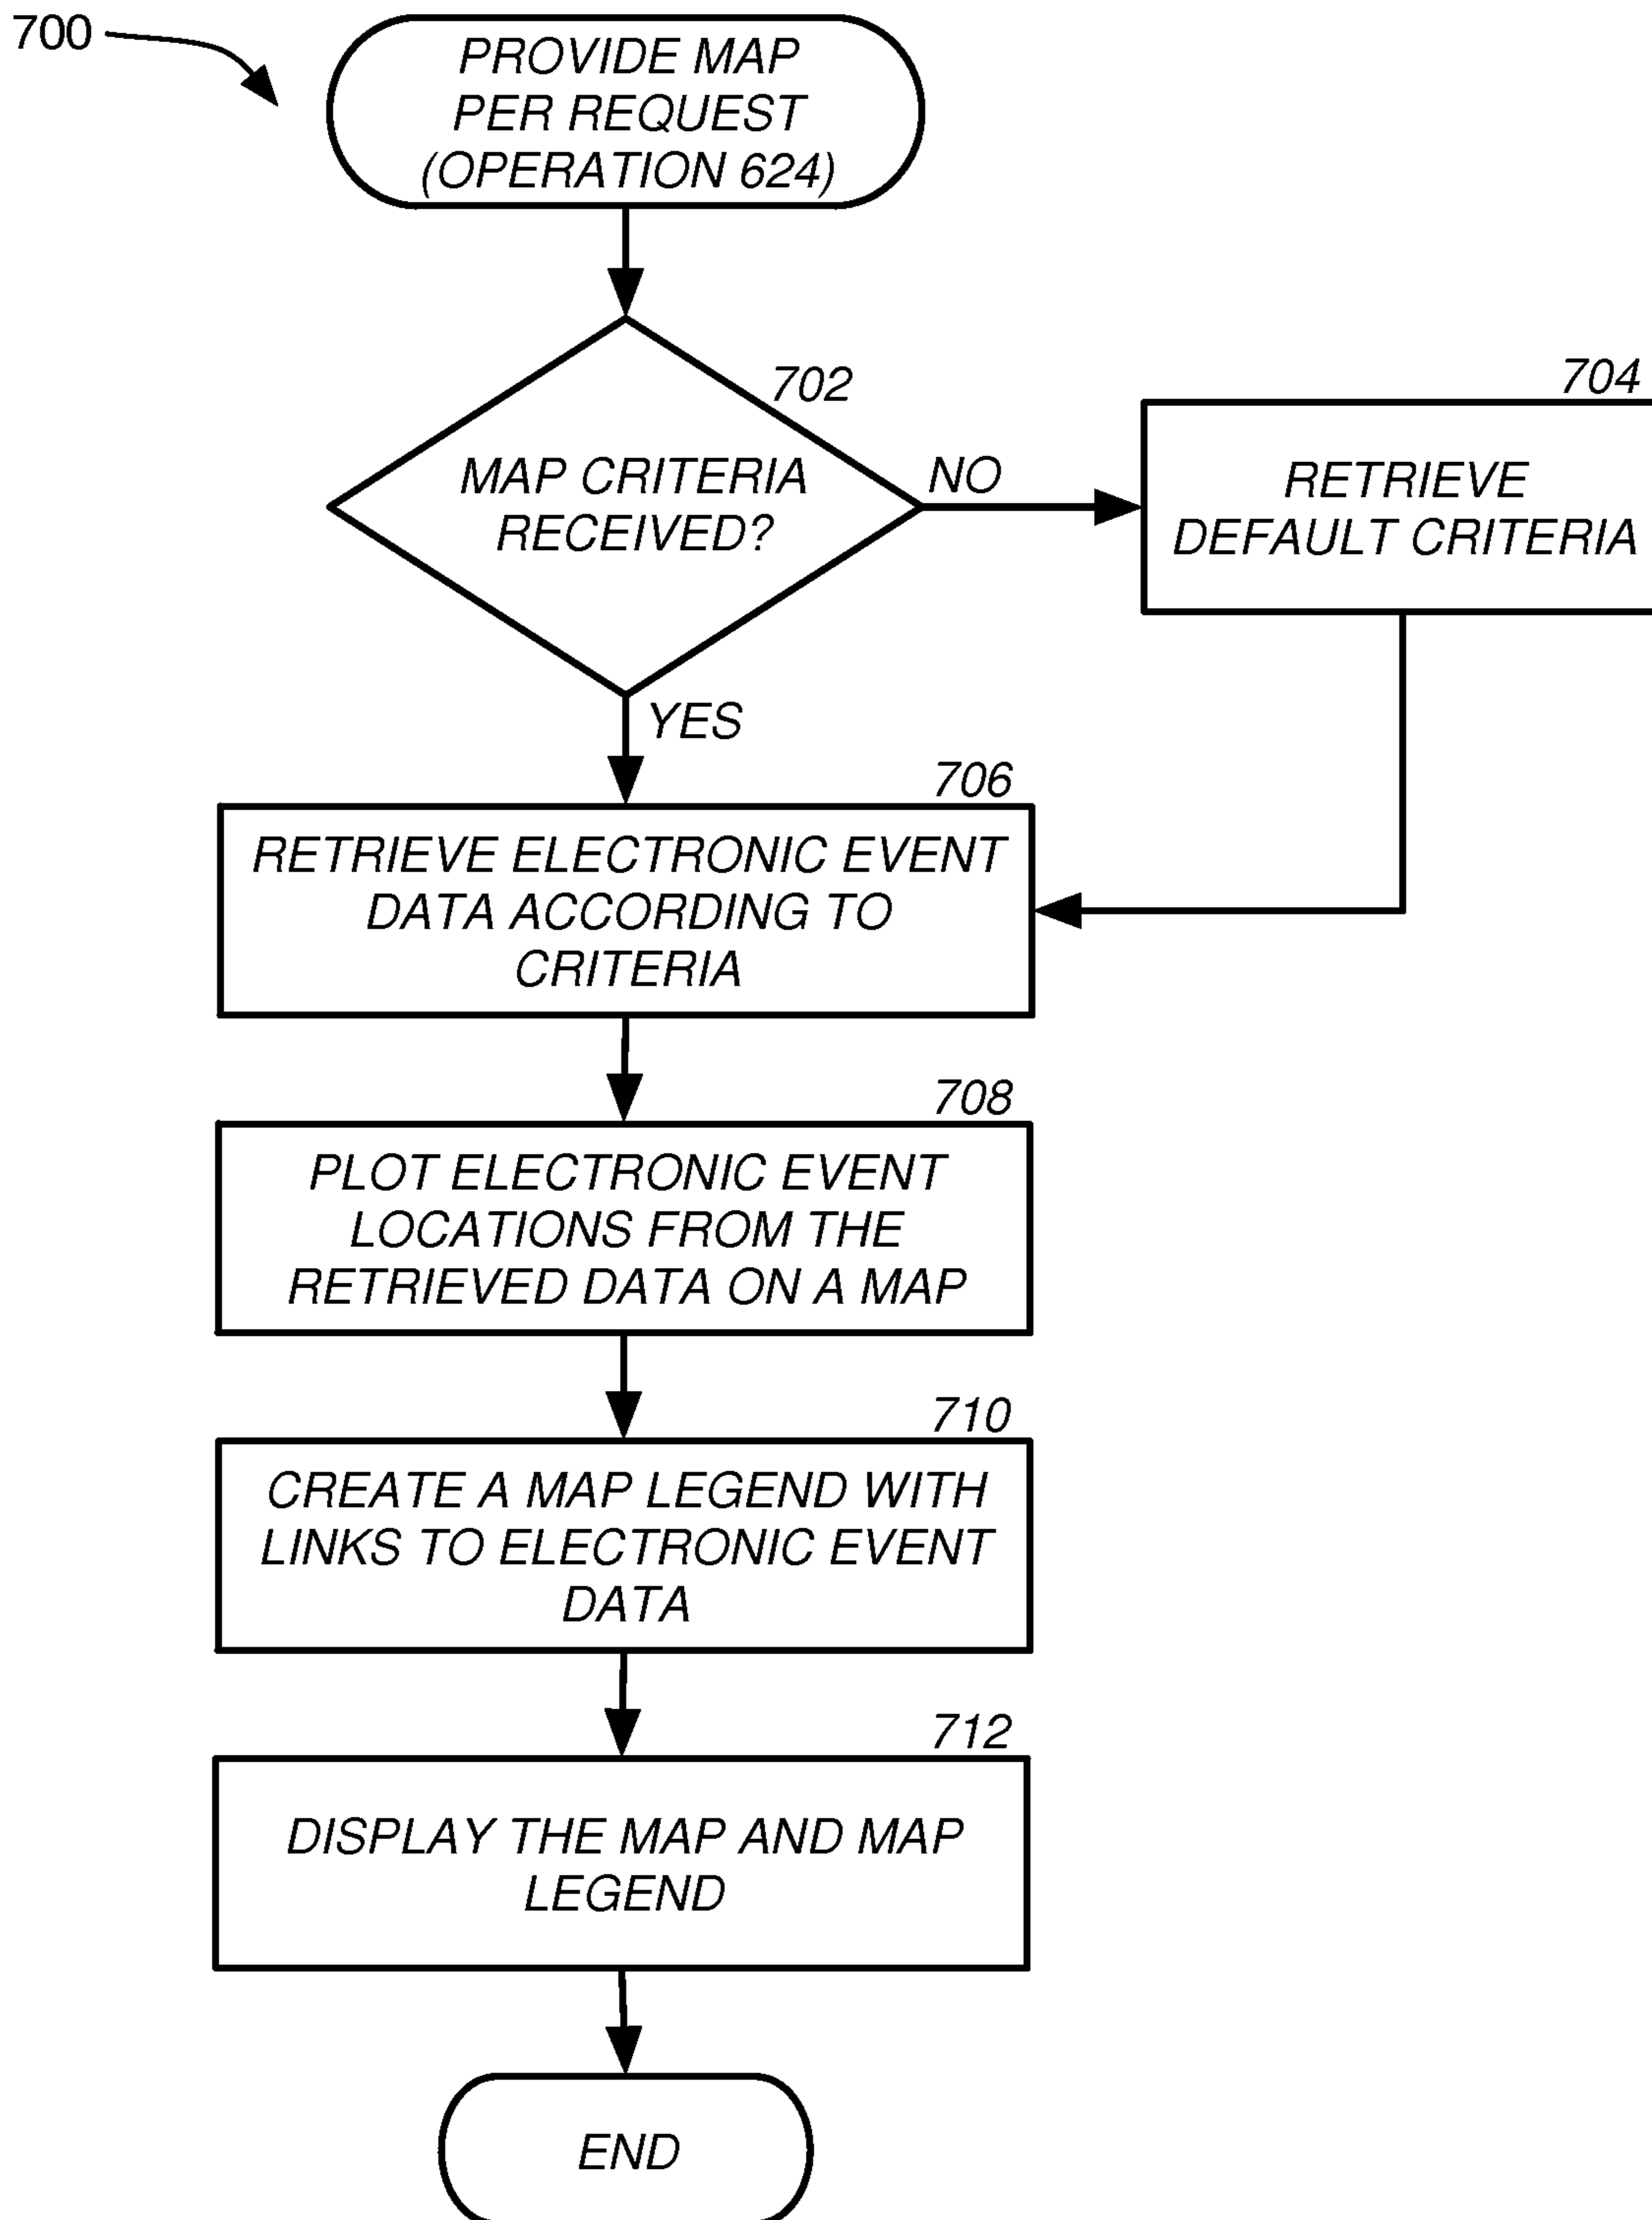 700
PROVIDE MAP
PER REQUEST
(OPERATION 624)
702
MAP CRITERIA
RECEIVED?
NO
704
RETRIEVE
DEFAULT CRITERIA
YES
706
RETRIEVE ELECTRONIC EVENT
DATA ACCORDING TO
CRITERIA
708
PLOT ELECTRONIC EVENT
LOCATIONS FROM THE
RETRIEVED DATA ON A MAP
710
CREATE A MAP LEGEND WITH
LINKS TO ELECTRONIC EVENT
DATA
712
DISPLAY THE MAP AND MAP
LEGEND
END